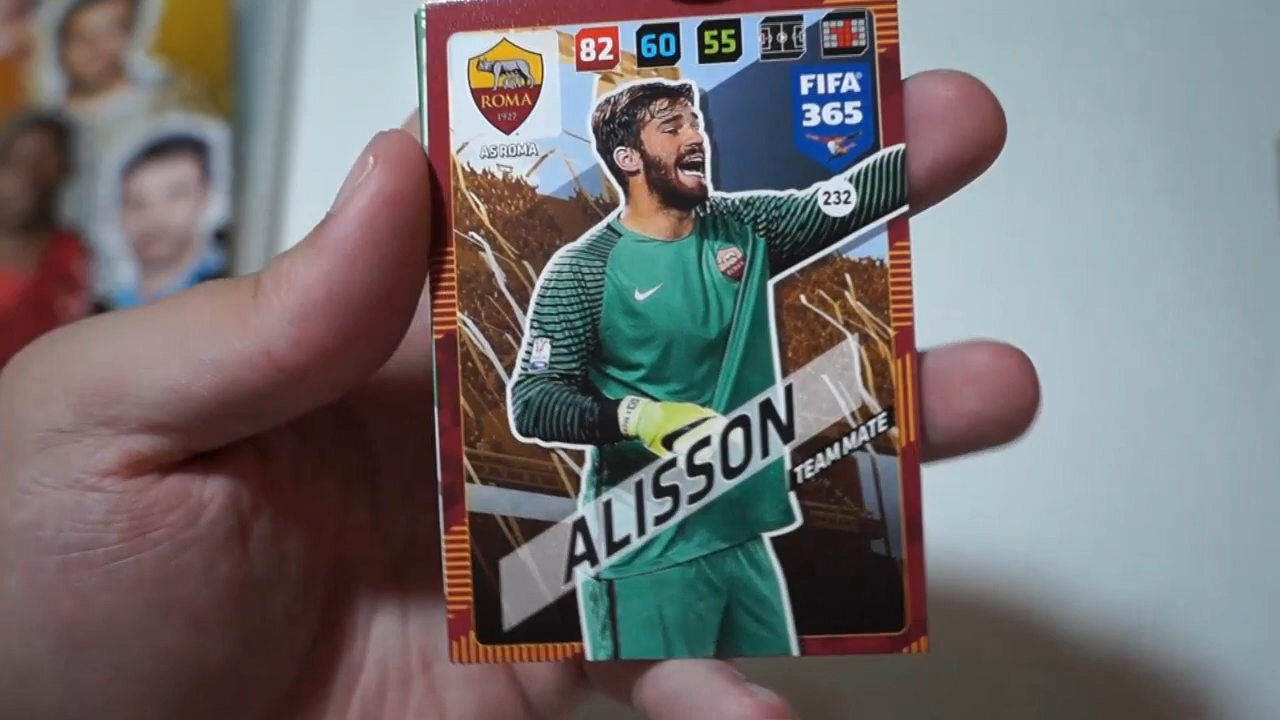 82 60 55
ROMA
1927
AS ROMA
FIFA
365
232
ALISSON
TEAM MATE